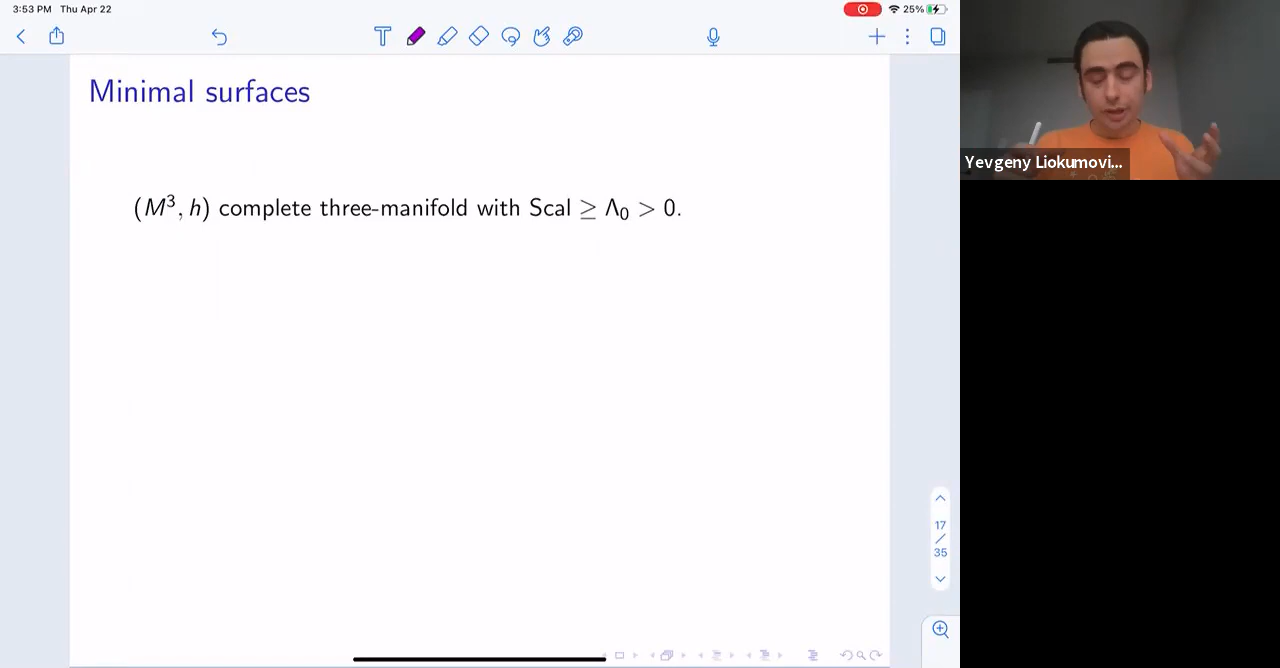 3:53 PM Thu Apr 22
25%
Minimal surfaces
(M³, h) complete three-manifold with Scal ≥ Λ₀ > 0.
Yevgeny Liokumovi...
17
/
35